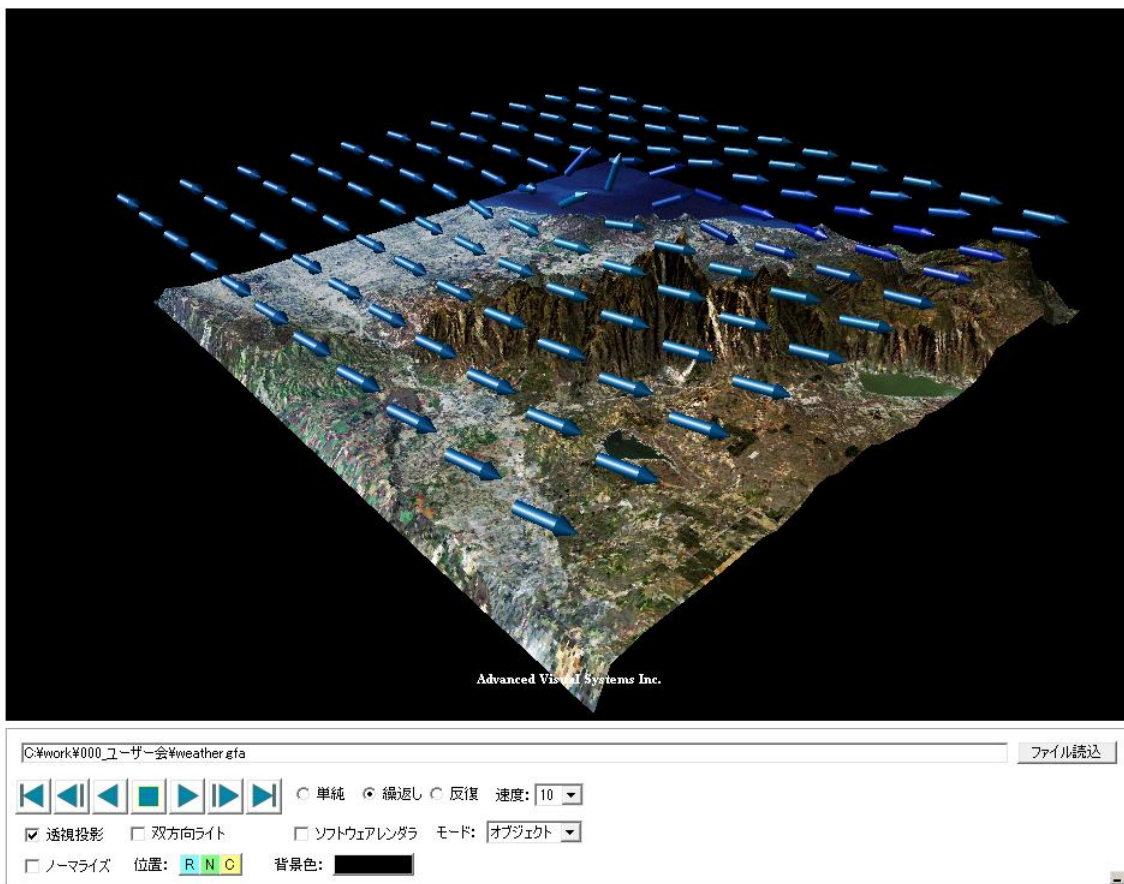 Advanced Visual Systems Inc.
C:¥work¥000_ユーザー会¥weather.gfa ファイル読込
単純 繰返し 反復 速度: 10
透視投影 双方向ライト ソフトウェアレンダラ モード: オブジェクト
ノーマライズ 位置: R N C 背景色: